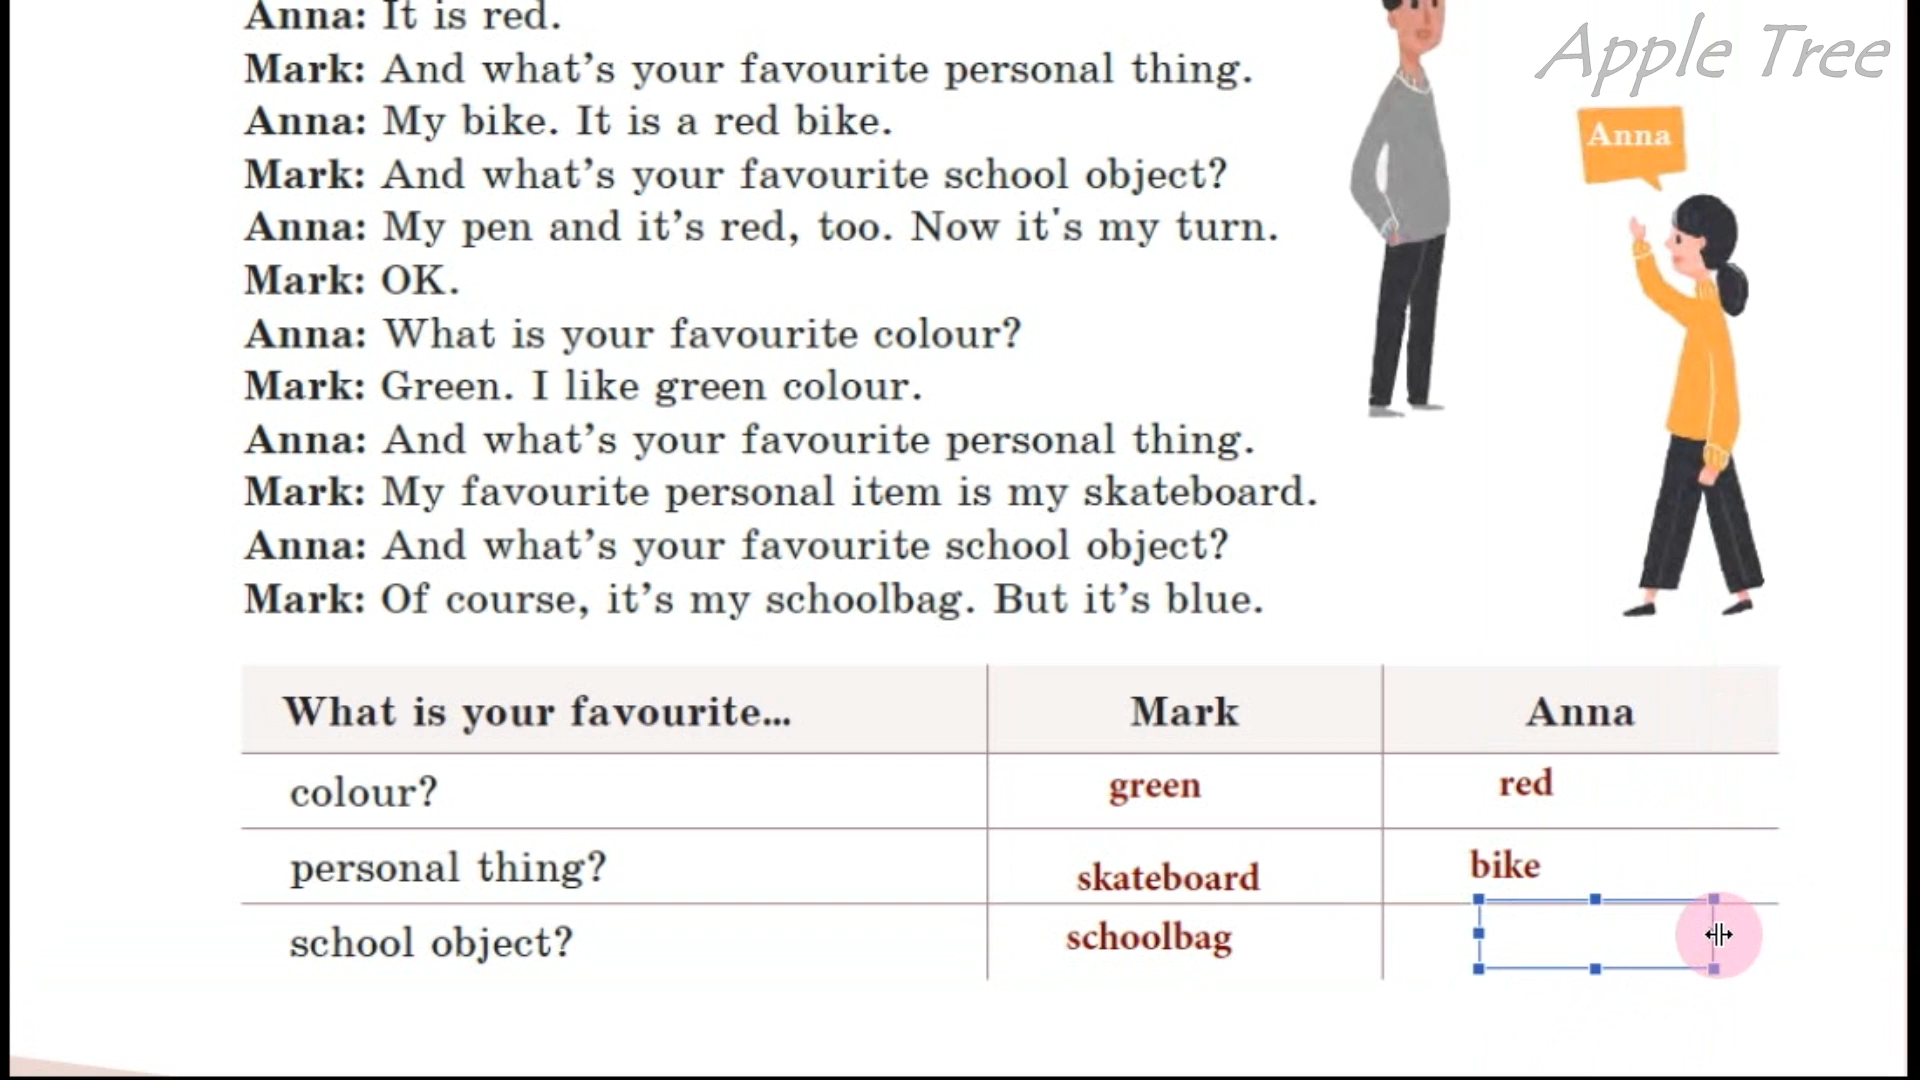 Anna: It is red.
Apple Tree
Mark: And what's your favourite personal thing.
Anna: My bike. It is a red bike.
Anna
Mark: And what's your favourite school object?
Anna: My pen and it's red, too. Now it's my turn.
Mark: OK.
Anna: What is your favourite colour?
Mark: Green. I like green colour.
Anna: And what's your favourite personal thing.
Mark: My favourite personal item is my skateboard.
Anna: And what's your favourite school object?
Mark: Of course, it's my schoolbag. But it's blue.
What is your favourite... Mark Anna
colour? green red
personal thing? skateboard bike
school object? schoolbag